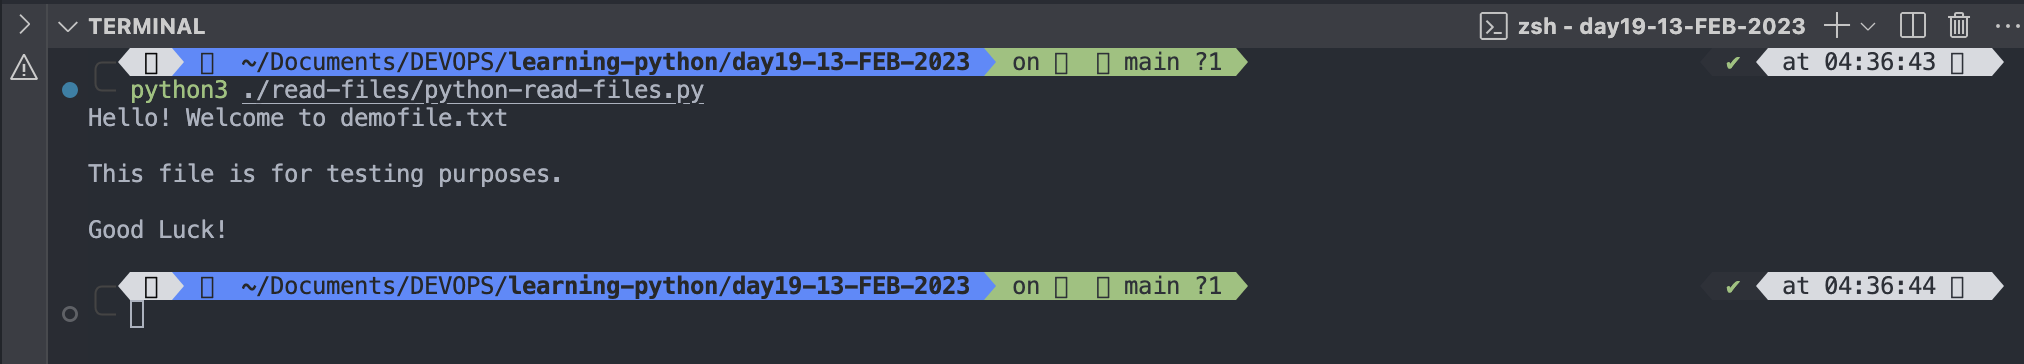 TERMINAL
zsh - day19-13-FEB-2023
~/Documents/DEVOPS/learning-python/day19-13-FEB-2023 on main ?1 ✔ at 04:36:43
python3 ./read-files/python-read-files.py
Hello! Welcome to demofile.txt
This file is for testing purposes.
Good Luck!
~/Documents/DEVOPS/learning-python/day19-13-FEB-2023 on main ?1 ✔ at 04:36:44